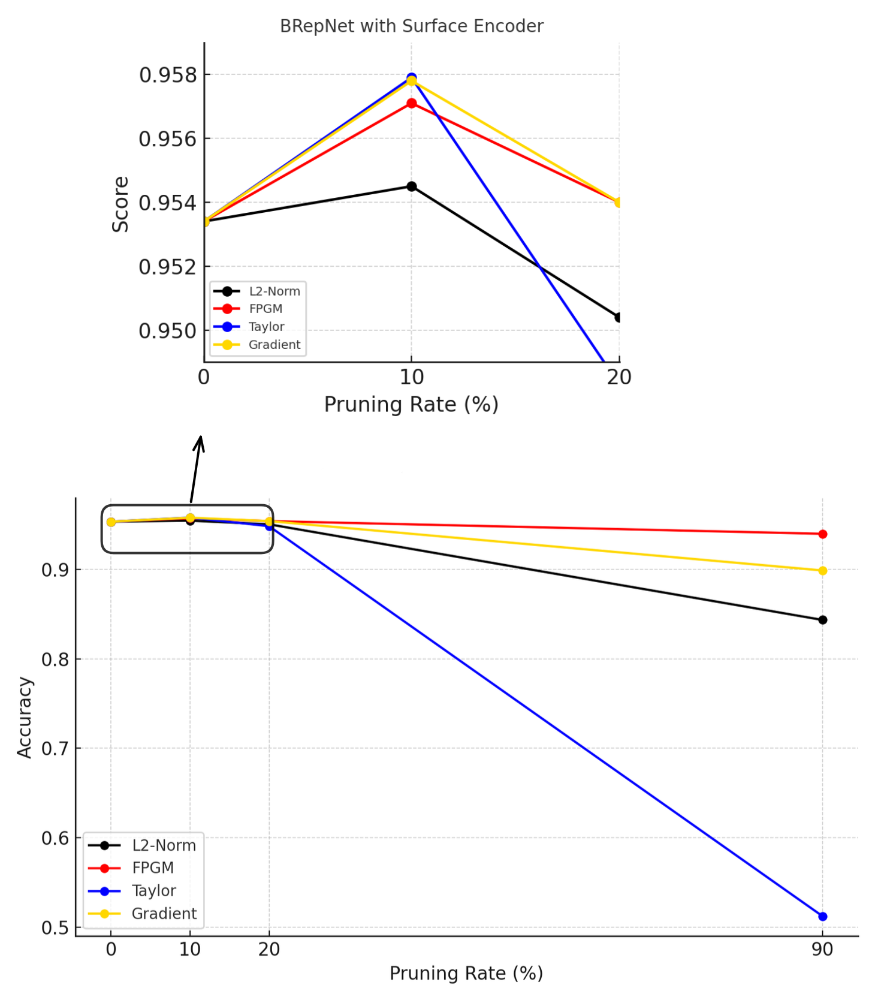 BRepNet with Surface Encoder
0.958
0.956
0.954
0.952
0.950
Score
L2-Norm
FPGM
Taylor
Gradient
0 10 20
Pruning Rate (%)
0.9
0.8
0.7
0.6
0.5
Accuracy
L2-Norm
FPGM
Taylor
Gradient
0 10 20 90
Pruning Rate (%)